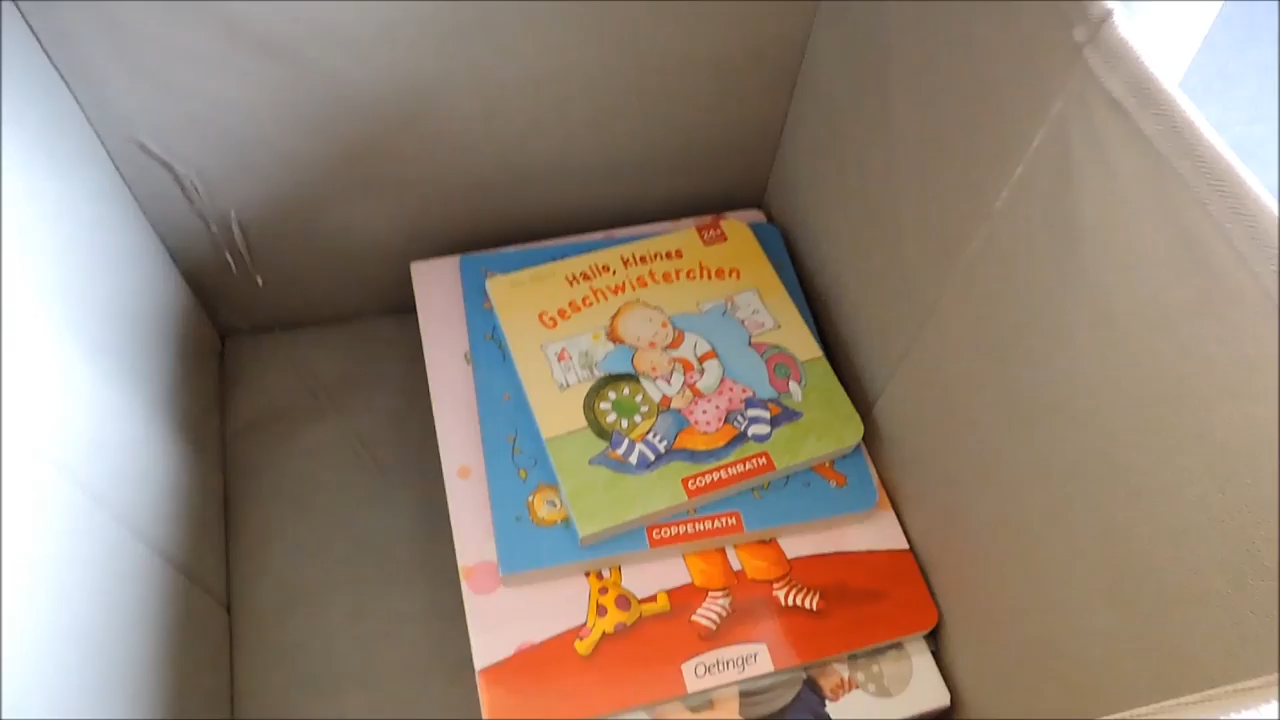 Hallo, kleines
Geschwisterchen
COPPENRATH
COPPENRATH
Oetinger